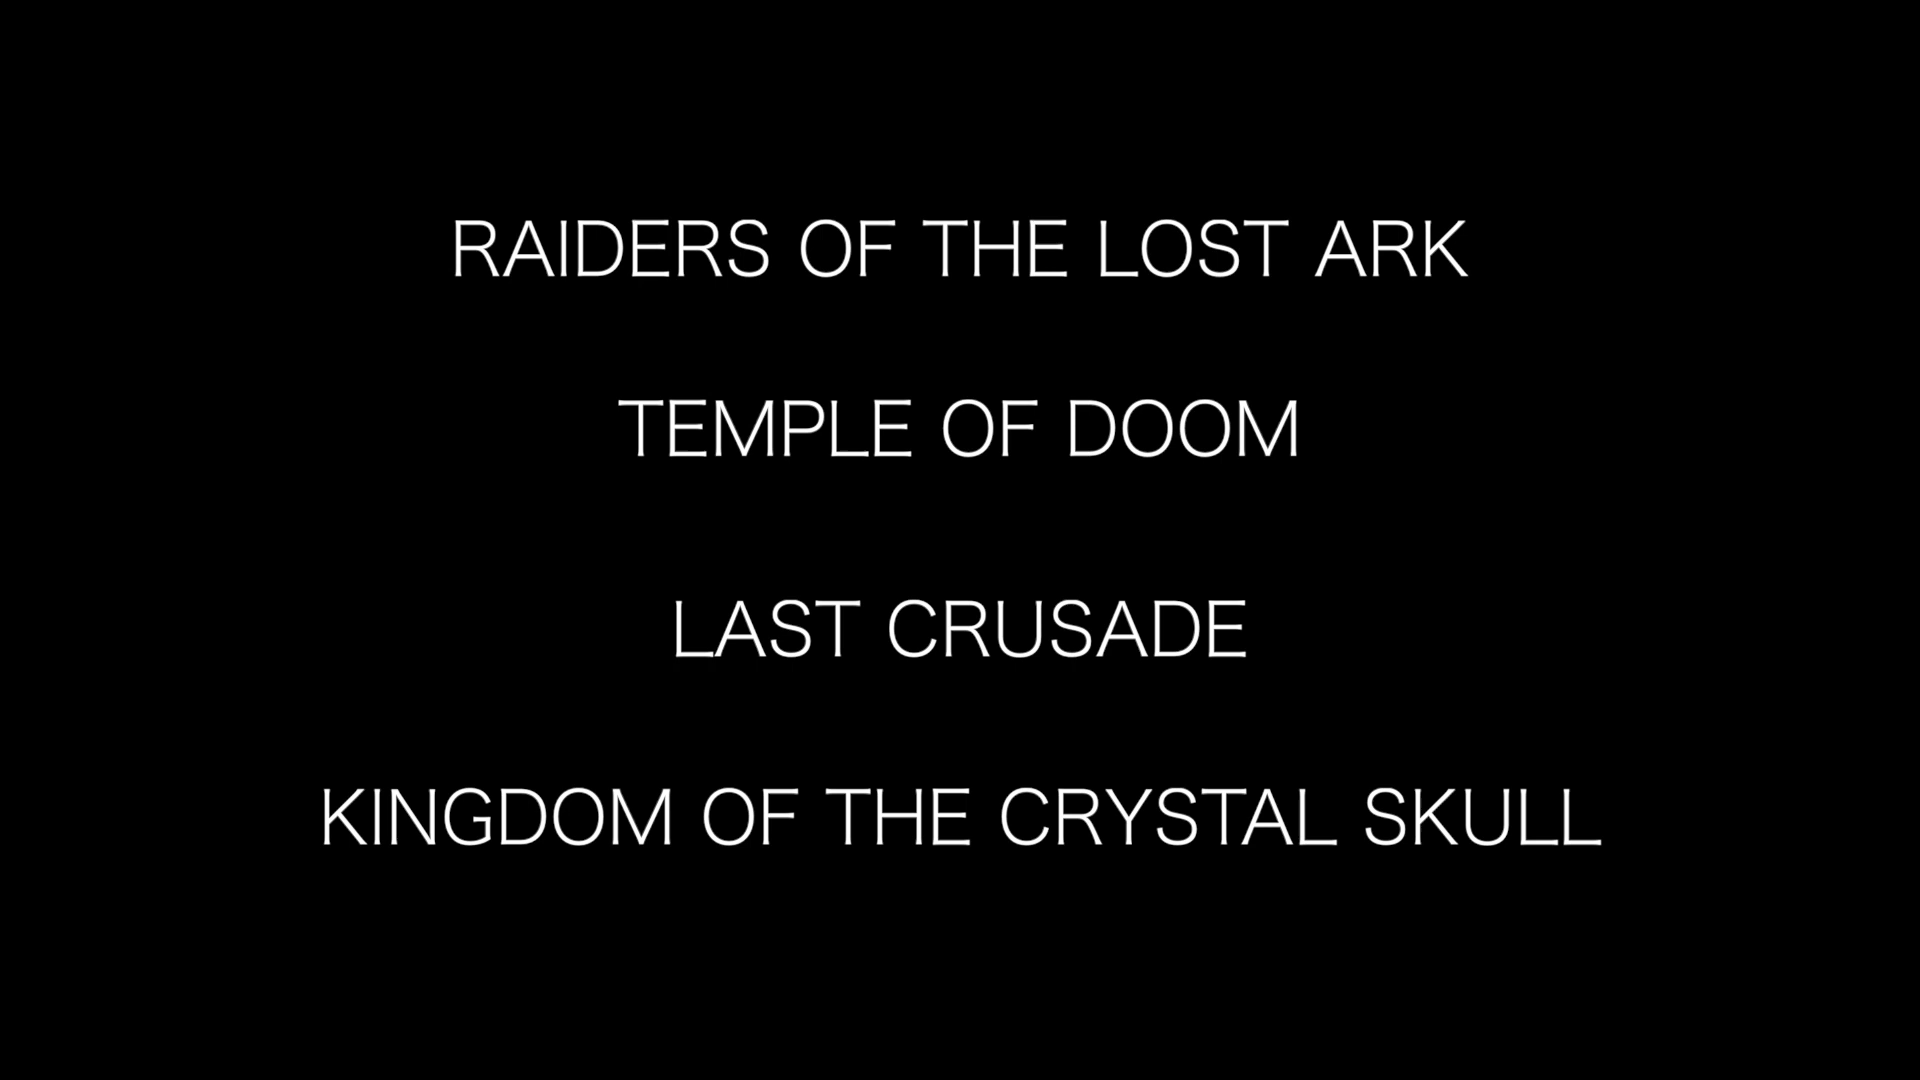 RAIDERS OF THE LOST ARK
TEMPLE OF DOOM
LAST CRUSADE
KINGDOM OF THE CRYSTAL SKULL